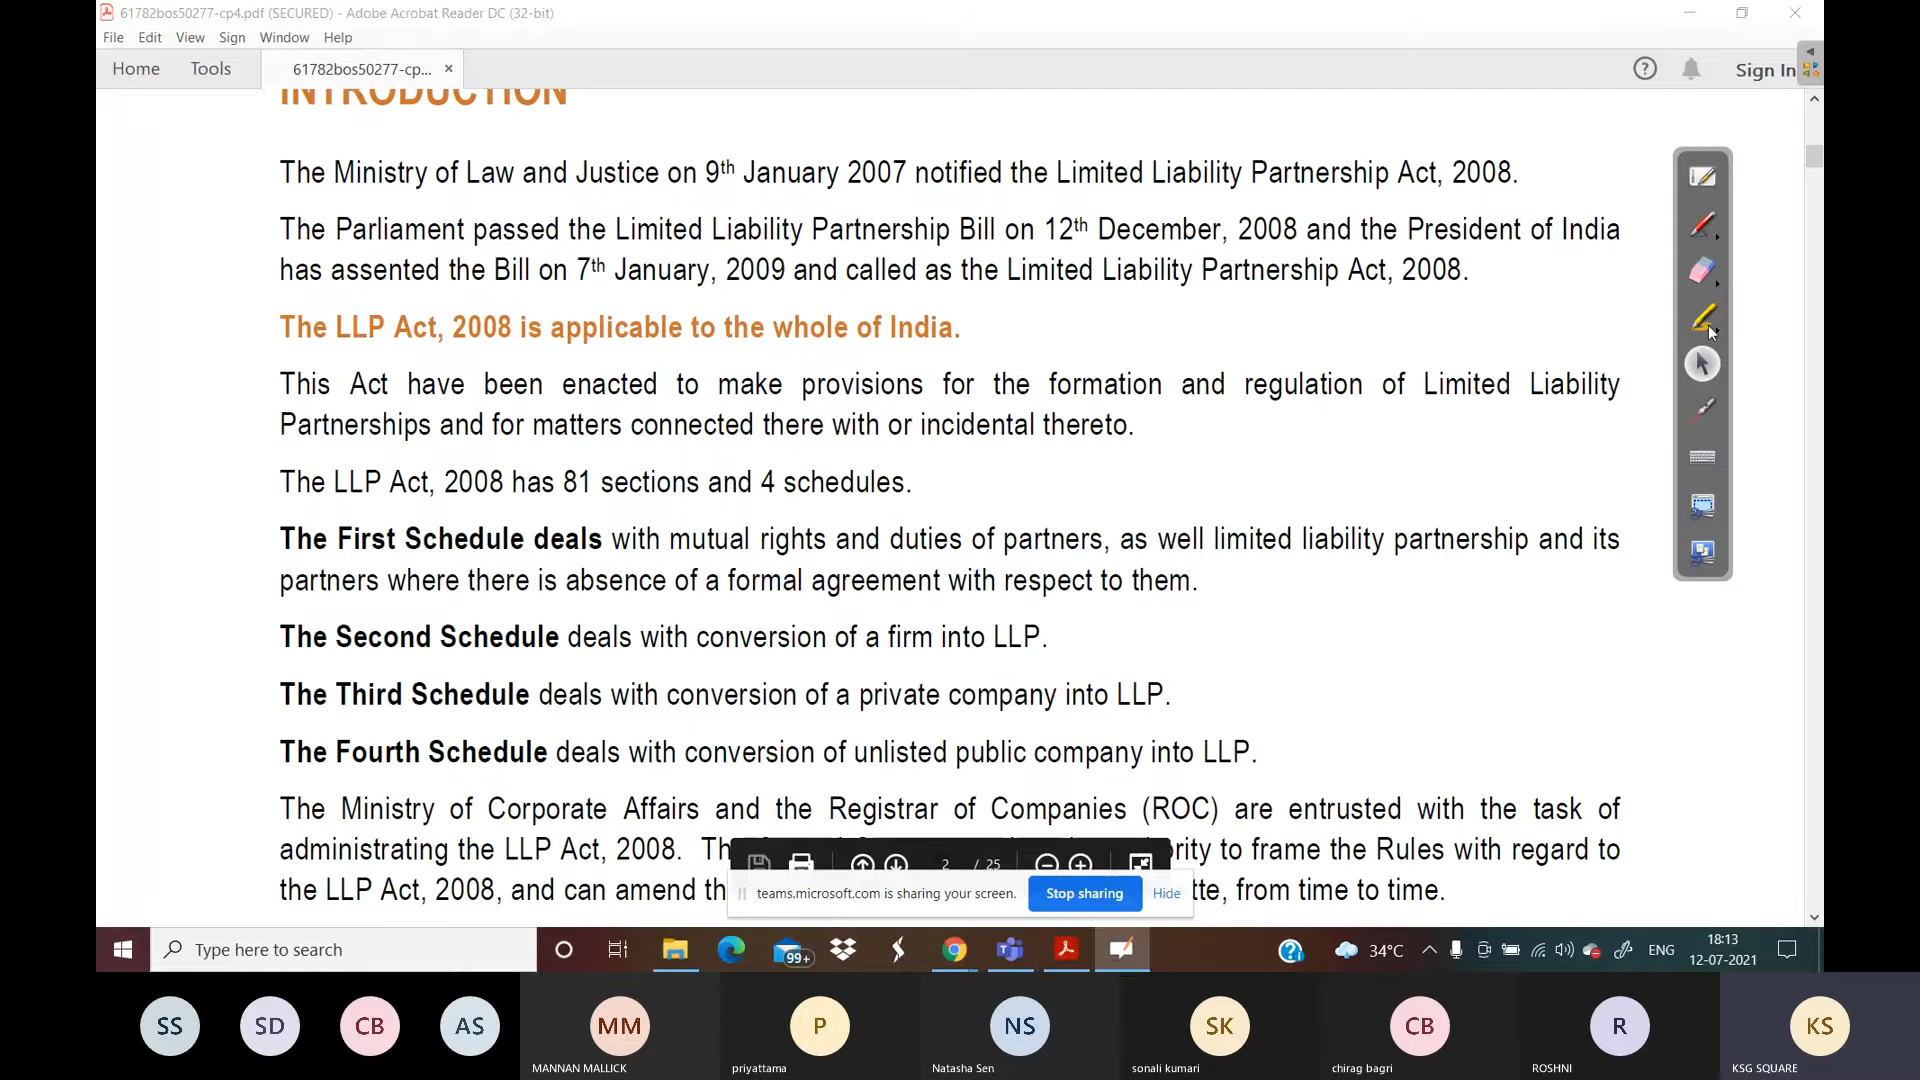 61782bos50277-cp4.pdf (SECURED) - Adobe Acrobat Reader DC (32-bit)
File Edit View Sign Window Help
Home Tools 61782bos50277-cp... × Sign In
INTRODUCTION
The Ministry of Law and Justice on 9th January 2007 notified the Limited Liability Partnership Act, 2008.
The Parliament passed the Limited Liability Partnership Bill on 12th December, 2008 and the President of India
has assented the Bill on 7th January, 2009 and called as the Limited Liability Partnership Act, 2008.
The LLP Act, 2008 is applicable to the whole of India.
This Act have been enacted to make provisions for the formation and regulation of Limited Liability
Partnerships and for matters connected there with or incidental thereto.
The LLP Act, 2008 has 81 sections and 4 schedules.
The First Schedule deals with mutual rights and duties of partners, as well limited liability partnership and its
partners where there is absence of a formal agreement with respect to them.
The Second Schedule deals with conversion of a firm into LLP.
The Third Schedule deals with conversion of a private company into LLP.
The Fourth Schedule deals with conversion of unlisted public company into LLP.
The Ministry of Corporate Affairs and the Registrar of Companies (ROC) are entrusted with the task of
administrating the LLP Act, 2008. to frame the Rules with regard to
2 / 25
the LLP Act, 2008, and can amend from time to time.
teams.microsoft.com is sharing your screen. Stop sharing Hide
Type here to search 99+ 34°C ENG 18:13
12-07-2021
SS SD CB AS MM P NS SK CB R KS
MANNAN MALLICK priyattama Natasha Sen sonali kumari chirag bagri ROSHNI KSG SQUARE